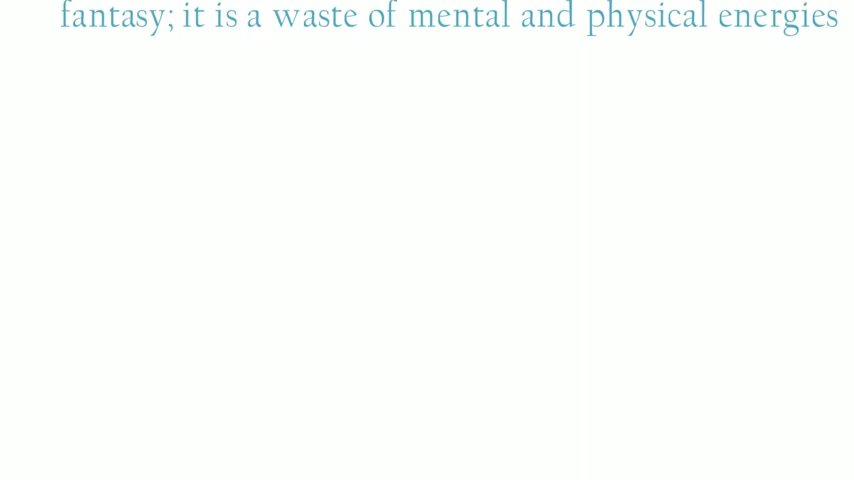 fantasy; it is a waste of mental and physical energies